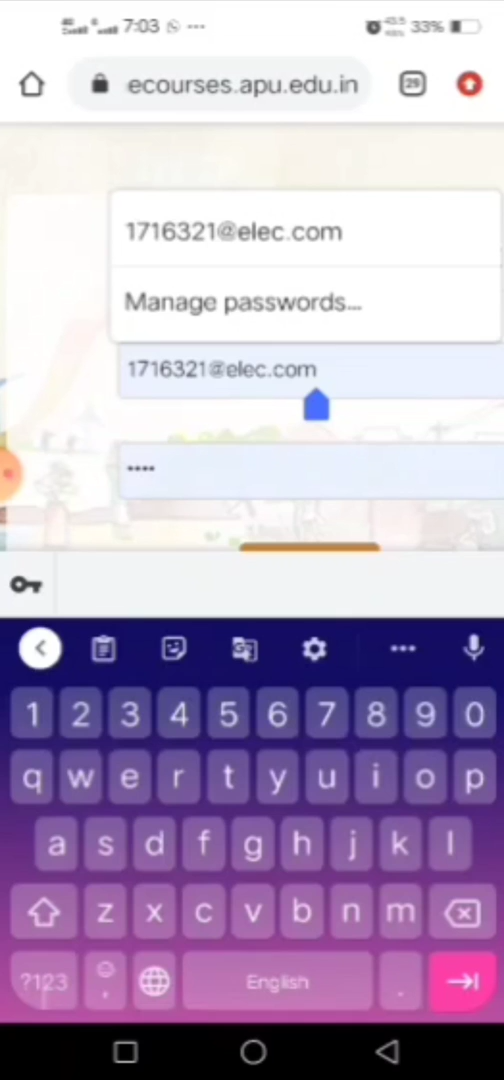 7:03
33%
ecourses.apu.edu.in
29
1716321@elec.com
Manage passwords...
1716321@elec.com
••••
1 2 3 4 5 6 7 8 9 0
q w e r t y u i o p
a s d f g h j k l
z x c v b n m
?123 , English .